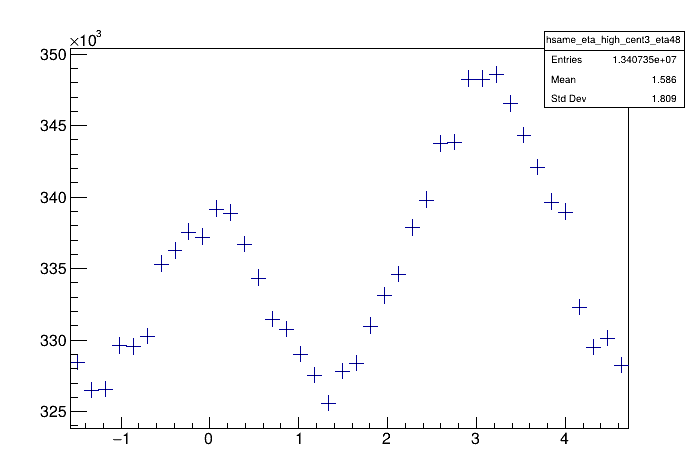 ×10³
hsame_eta_high_cent3_eta48
Entries 1.340735e+07
Mean 1.586
Std Dev 1.809
350
345
340
335
330
325
−1 0 1 2 3 4